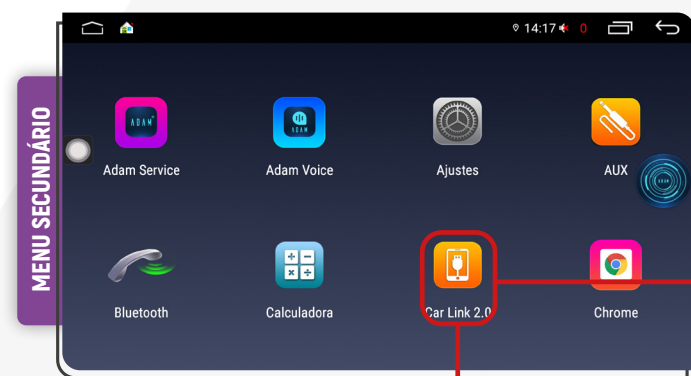 14:17 0
MENU SECUNDÁRIO
ADAM
ADAM
Adam Service
Adam Voice
Ajustes
AUX
ADAM
Bluetooth
Calculadora
Car Link 2.0
Chrome